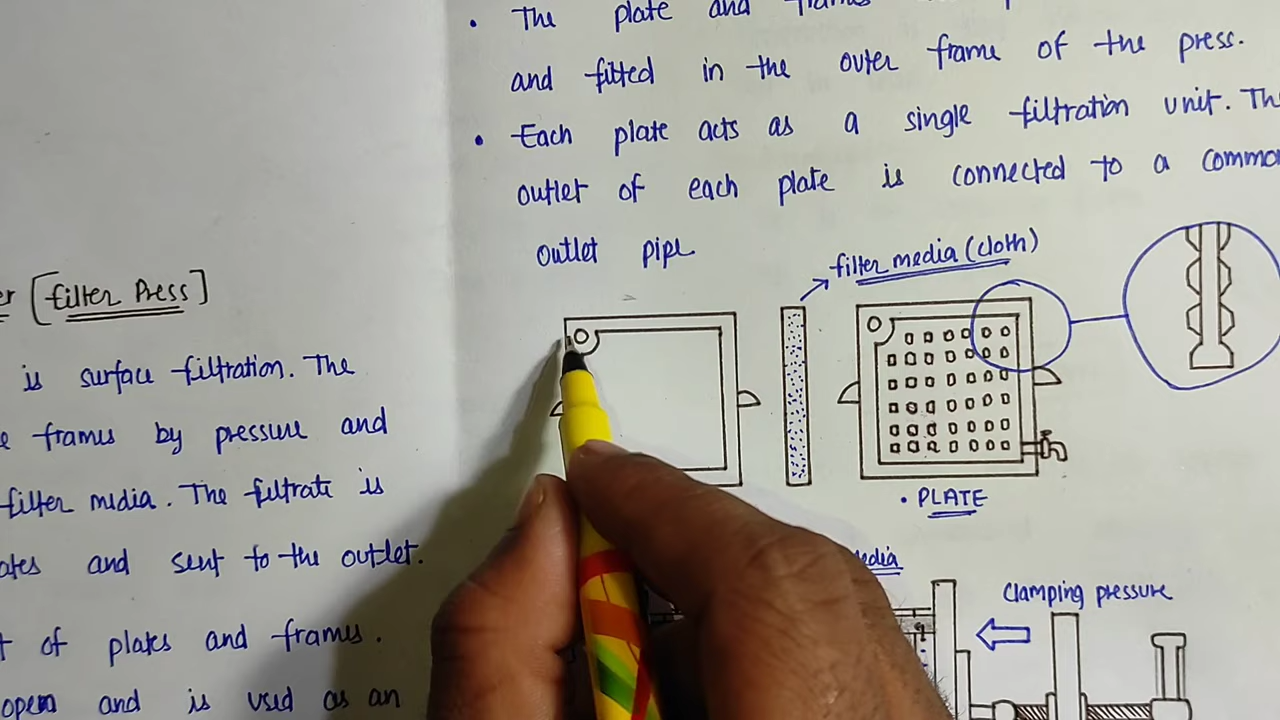 [Filter Press]
is surface filtration. The
frames by pressure and
filter media. The filtrate is
and sent to the outlet.
of plates and frames.
open and is used as an
• The plate and frames
and fitted in the outer frame of the press.
• Each plate acts as a single filtration unit. The
outlet of each plate is connected to a common
outlet pipe
filter media (cloth)
• PLATE
Clamping pressure